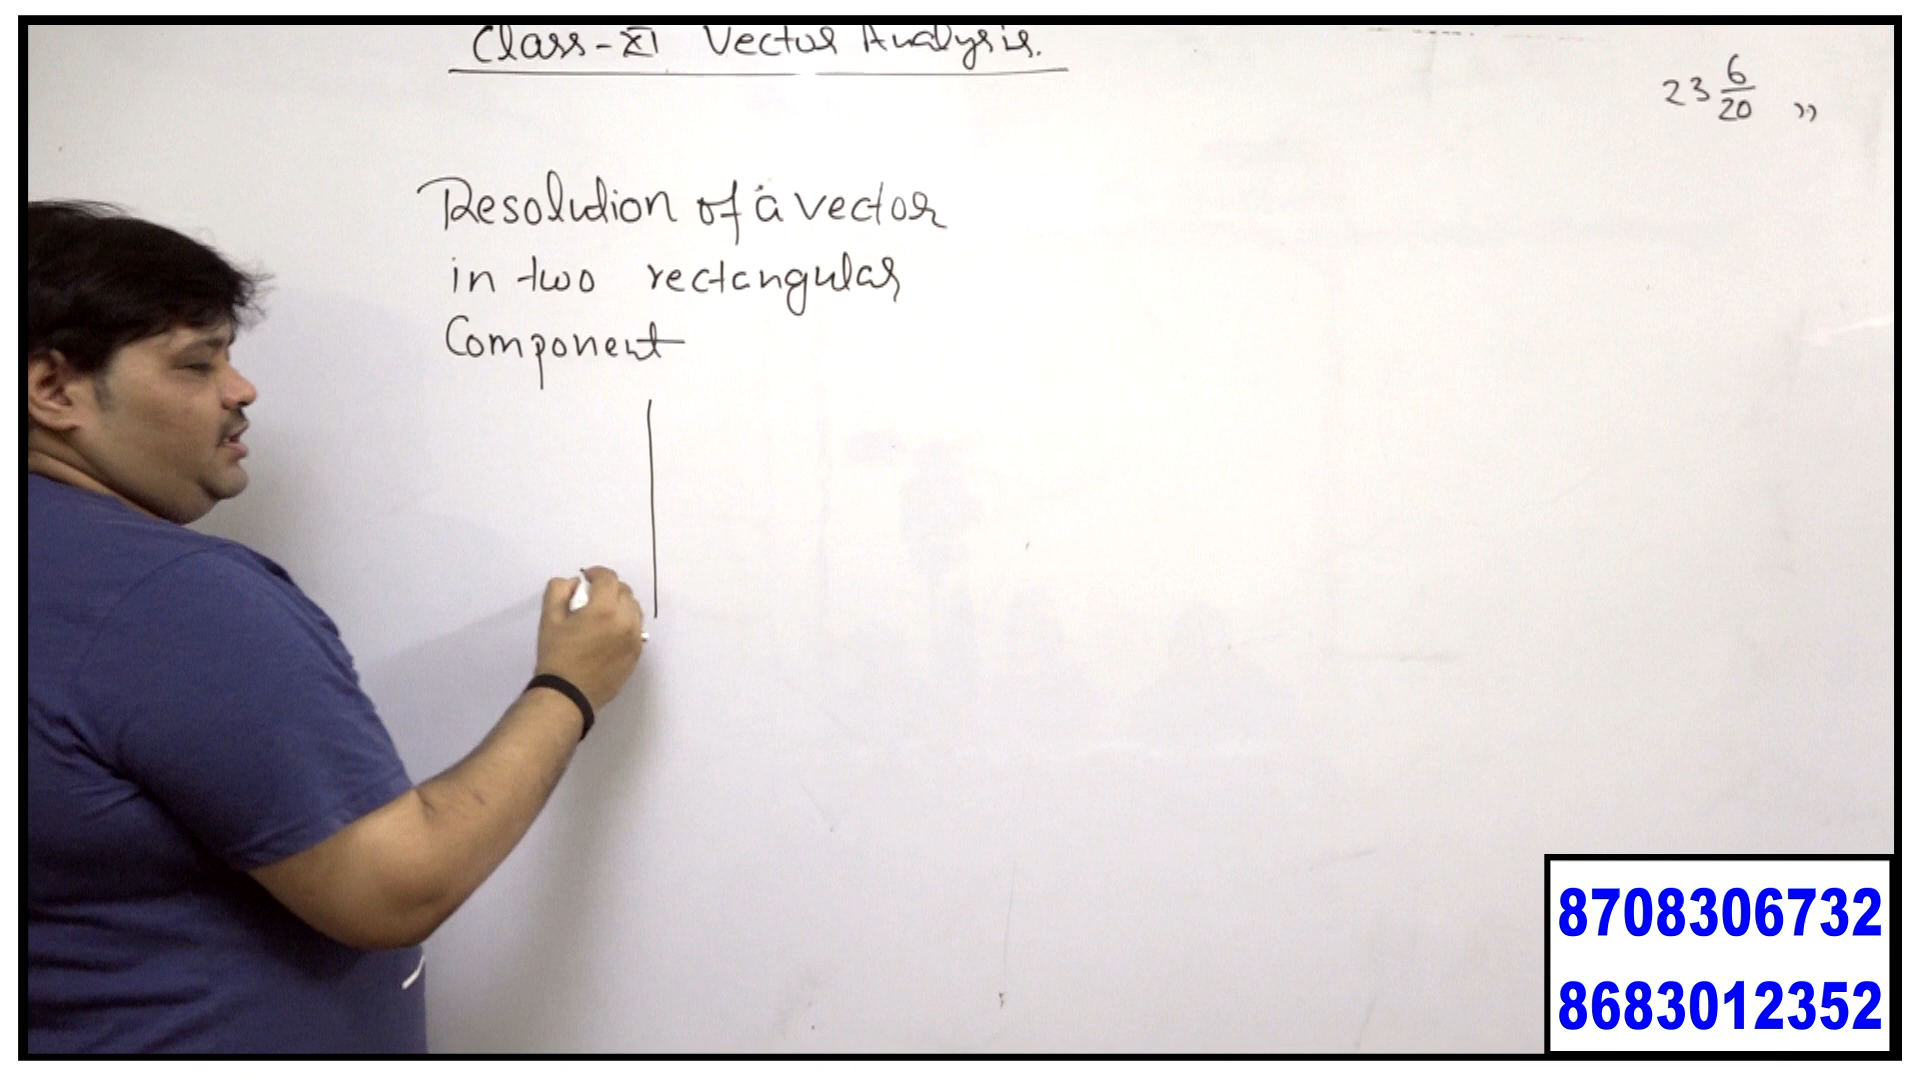 Class-XI Vector Analysis.
23 6/20 ,,
Resolution of a vector
in two rectangular
Component
8708306732
8683012352